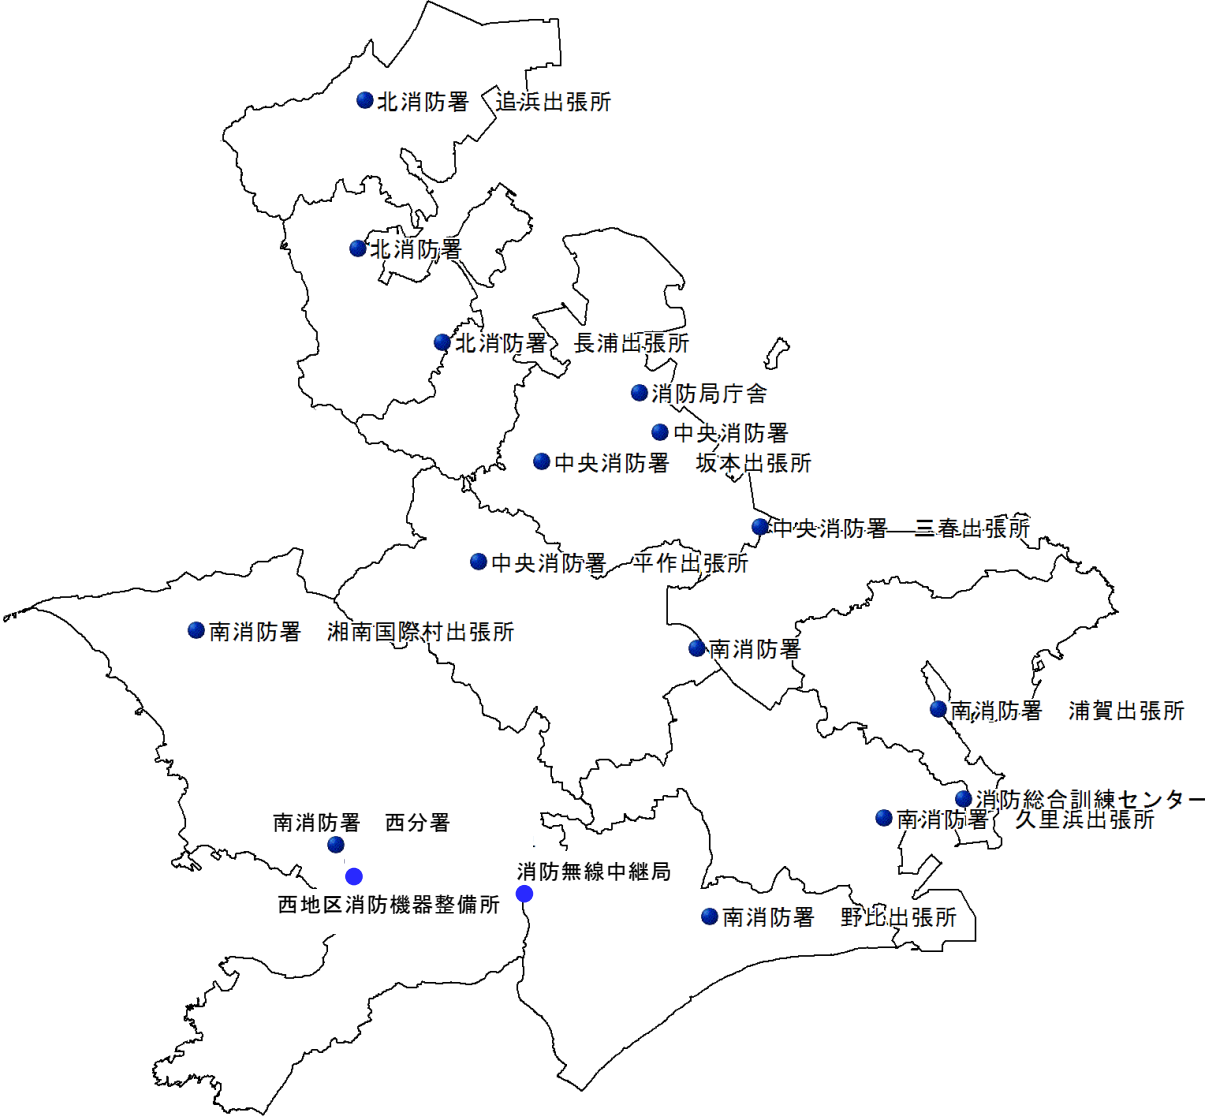 北消防署　追浜出張所
北消防署
北消防署　長浦出張所
消防局庁舎
中央消防署
中央消防署　坂本出張所
中央消防署　三春出張所
中央消防署　平作出張所
南消防署　湘南国際村出張所
南消防署
南消防署　浦賀出張所
消防総合訓練センター
南消防署　久里浜出張所
南消防署　西分署
消防無線中継局
西地区消防機器整備所
南消防署　野比出張所